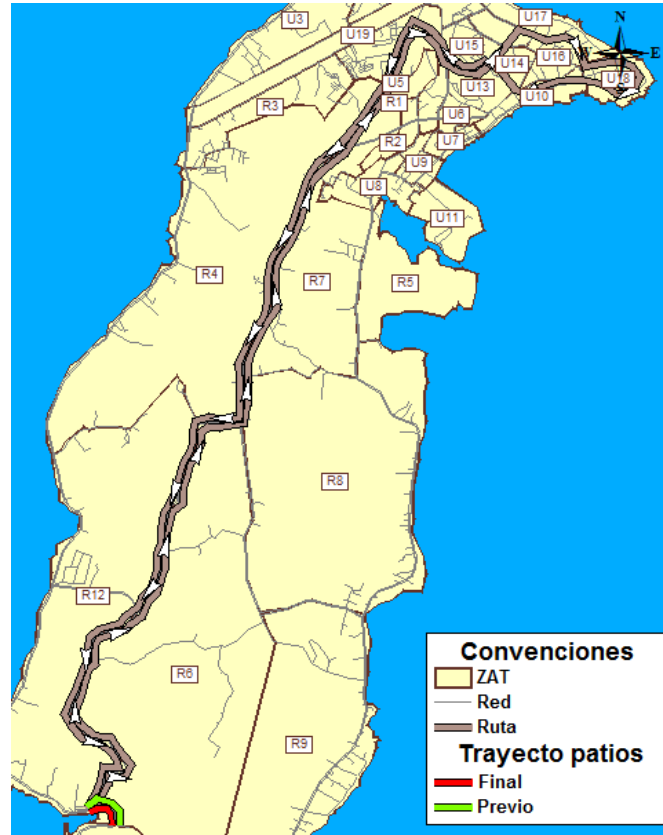 U3
U17
N
U19
R1
U15
W
E
U14
U16
U5
U13
U18
R3
R1
U10
U6
R2
U7
U9
U8
U11
R4
R7
R5
R8
R12
R6
R9
Convenciones
ZAT
Red
Ruta
Trayecto patios
Final
Previo